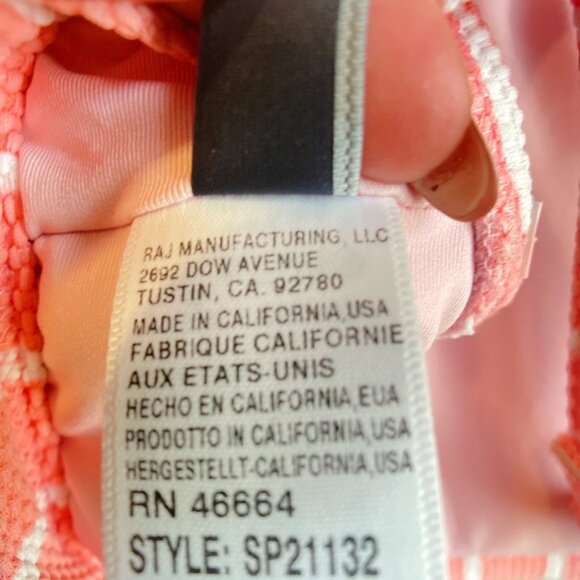 RAJ MANUFACTURING, LLC
2692 DOW AVENUE
TUSTIN, CA. 92780
MADE IN CALIFORNIA,USA
FABRIQUE CALIFORNIE
AUX ETATS-UNIS
HECHO EN CALIFORNIA,EUA
PRODOTTO IN CALIFORNIA,USA
HERGESTELLT-CALIFORNIA,USA
RN 46664
STYLE: SP21132